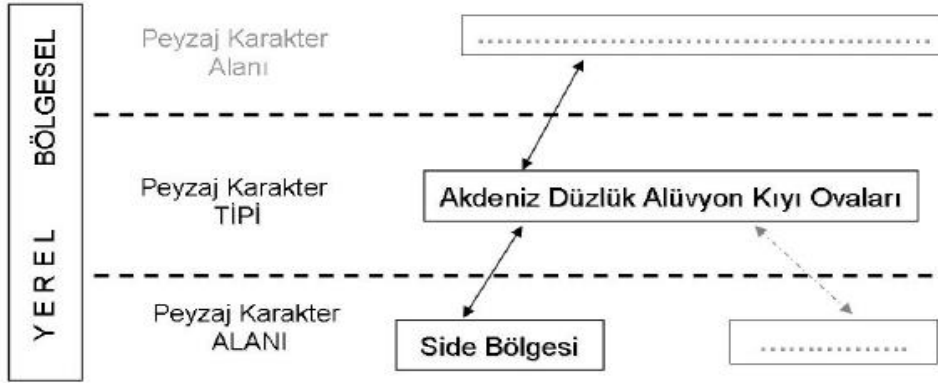 YEREL BÖLGESEL
Peyzaj Karakter
Alanı
Peyzaj Karakter
TİPİ
Akdeniz Düzlük Alüvyon Kıyı Ovaları
Peyzaj Karakter
ALANI
Side Bölgesi